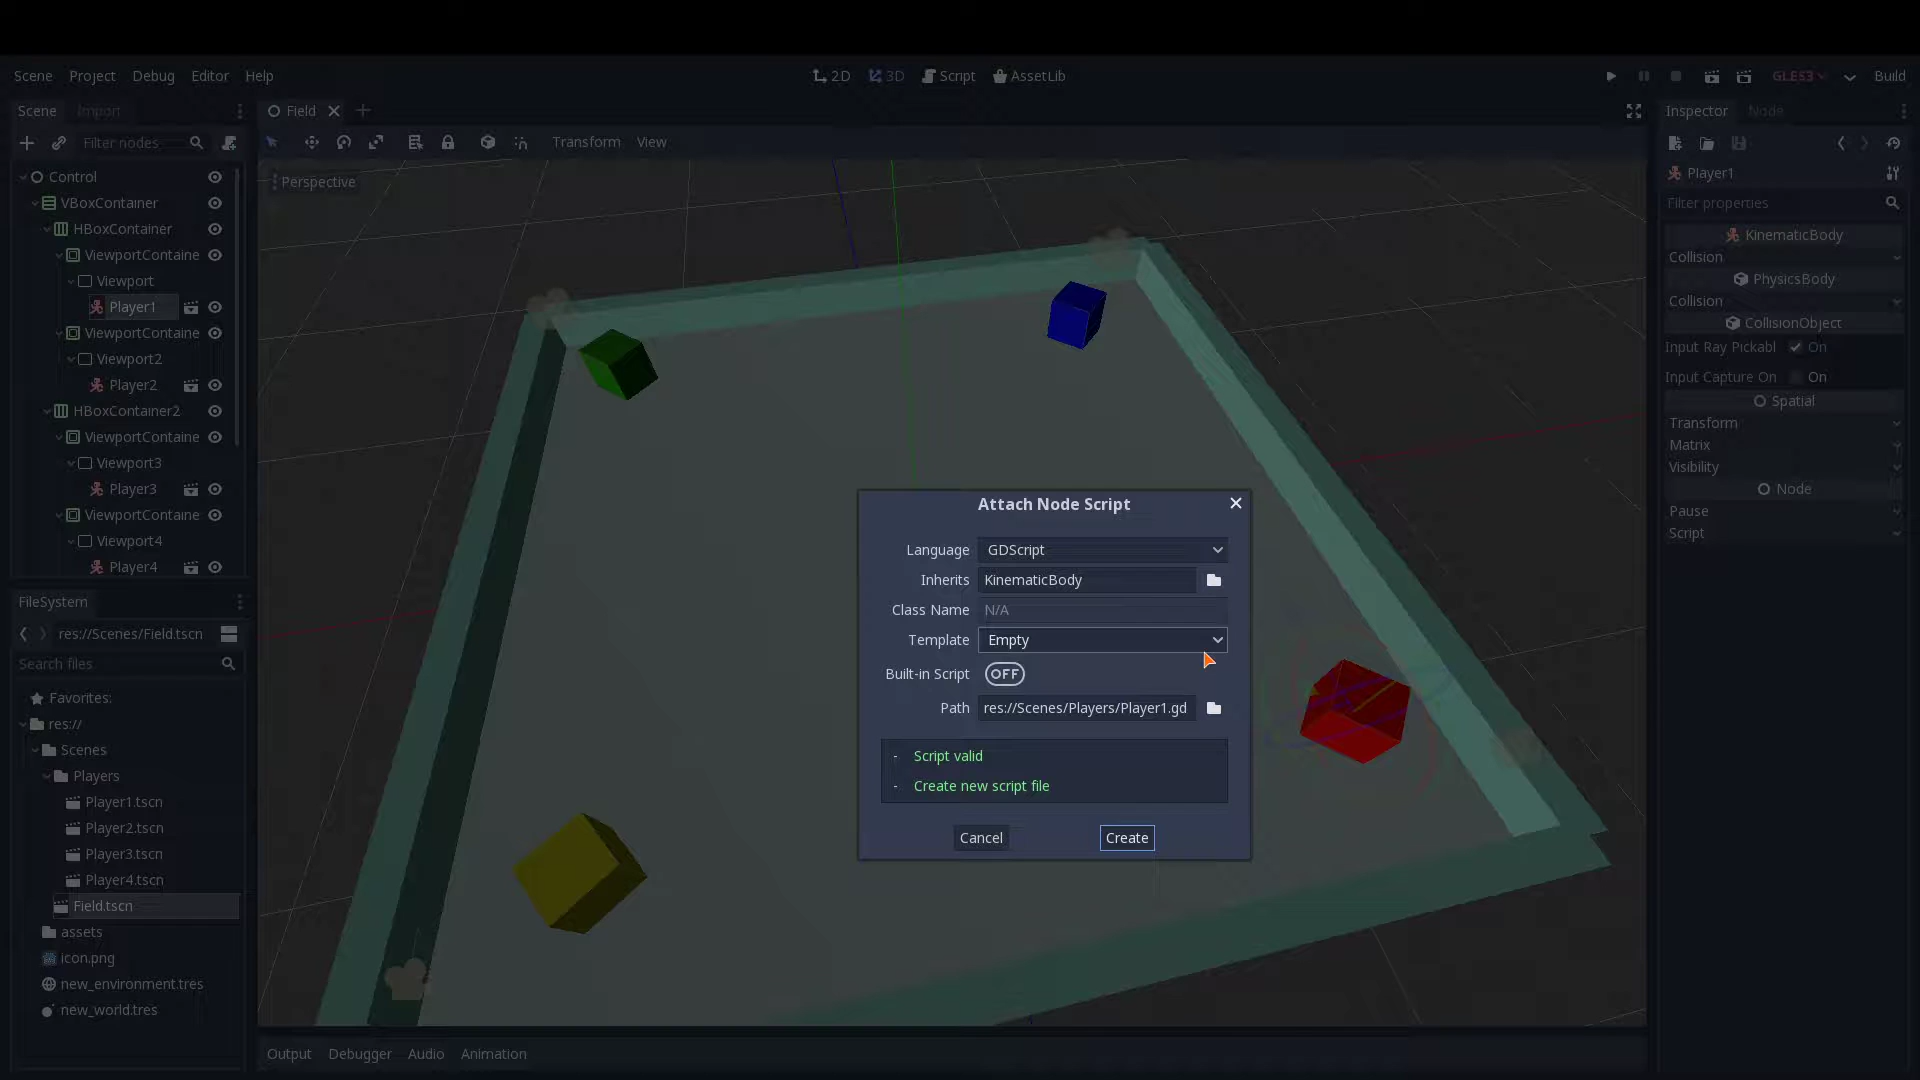 Scene Project Debug Editor Help
2D 3D Script AssetLib
GLES3 Build
Scene Import
Filter nodes
Control
VBoxContainer
HBoxContainer
ViewportContaine
Viewport
Player1
ViewportContaine
Viewport2
Player2
HBoxContainer2
ViewportContaine
Viewport3
Player3
ViewportContaine
Viewport4
Player4
FileSystem
res://Scenes/Field.tscn
Search files
Favorites:
res://
Scenes
Players
Player1.tscn
Player2.tscn
Player3.tscn
Player4.tscn
Field.tscn
assets
icon.png
new_environment.tres
new_world.tres
Field
Transform View
Perspective
Attach Node Script
Language GDScript
Inherits KinematicBody
Class Name N/A
Template Empty
Built-in Script OFF
Path res://Scenes/Players/Player1.gd
- Script valid
- Create new script file
Cancel Create
Output Debugger Audio Animation
Inspector Node
Player1
Filter properties
KinematicBody
Collision
PhysicsBody
Collision
CollisionObject
Input Ray Pickabl On
Input Capture On On
Spatial
Transform
Matrix
Visibility
Node
Pause
Script